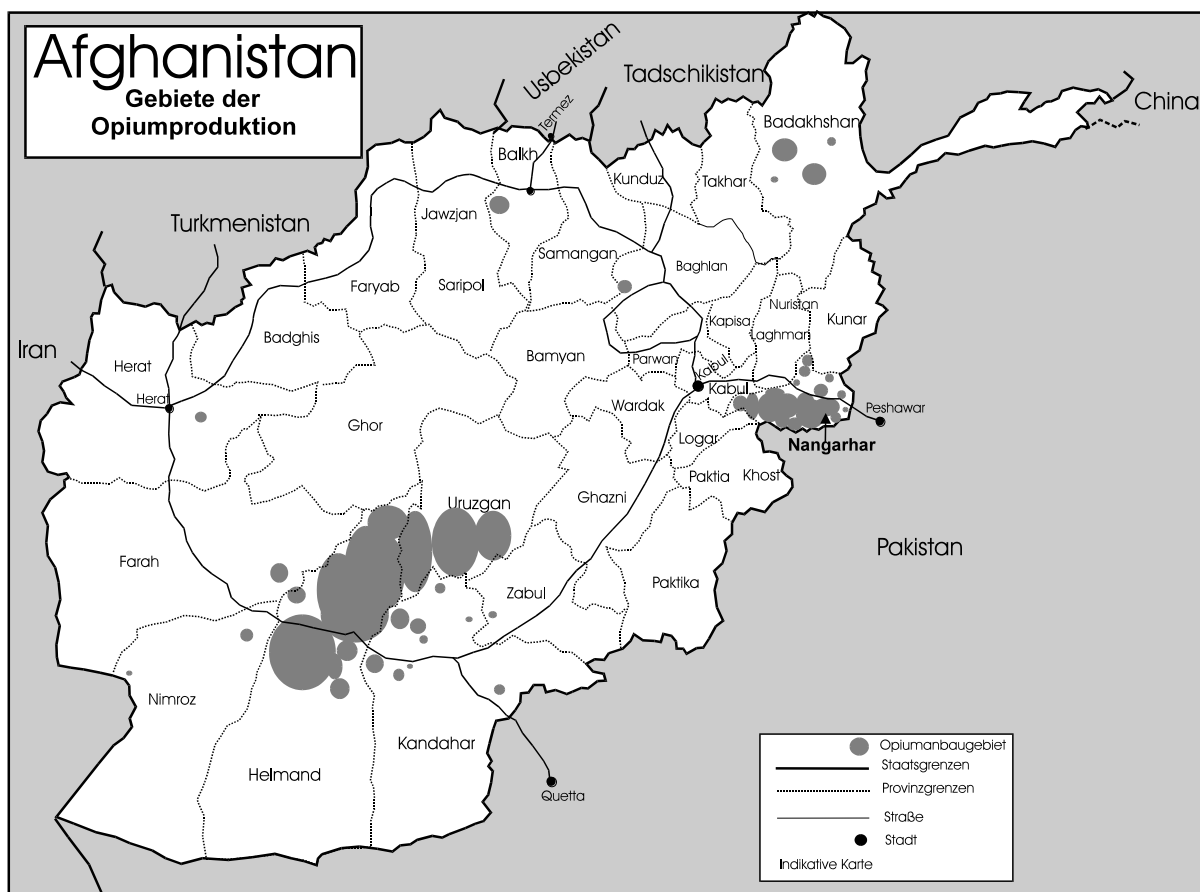 Afghanistan
Gebiete der
Opiumproduktion
Usbekistan
Tadschikistan
China
Termez
Badakhshan
Balkh
Kunduz
Takhar
Turkmenistan
Jawzjan
Samangan
Baghlan
Faryab
Saripol
Nuristan
Kunar
Kapisa
Laghman
Badghis
Iran
Herat
Bamyan
Parwan
Kabul
Herat
Kabul
Wardak
Peshawar
Ghor
Logar
Nangarhar
Paktia
Khost
Ghazni
Uruzgan
Pakistan
Farah
Zabul
Paktika
Nimroz
Kandahar
Helmand
Quetta
Opiumanbaugebiet
Staatsgrenzen
Provinzgrenzen
Straße
Stadt
Indikative Karte